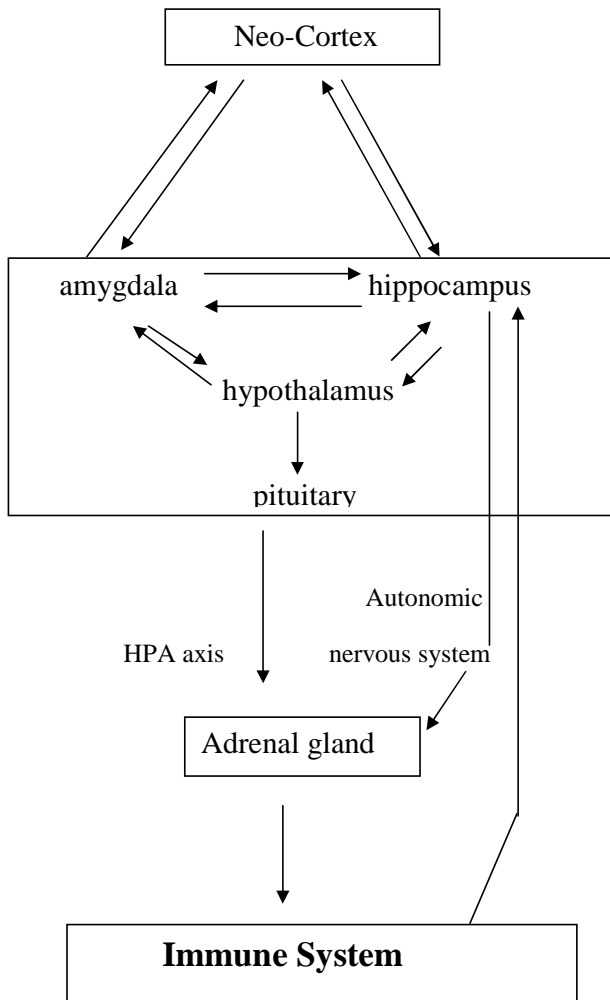 Neo-Cortex
amygdala hippocampus
hypothalamus
pituitary
Autonomic
HPA axis nervous system
Adrenal gland
Immune System